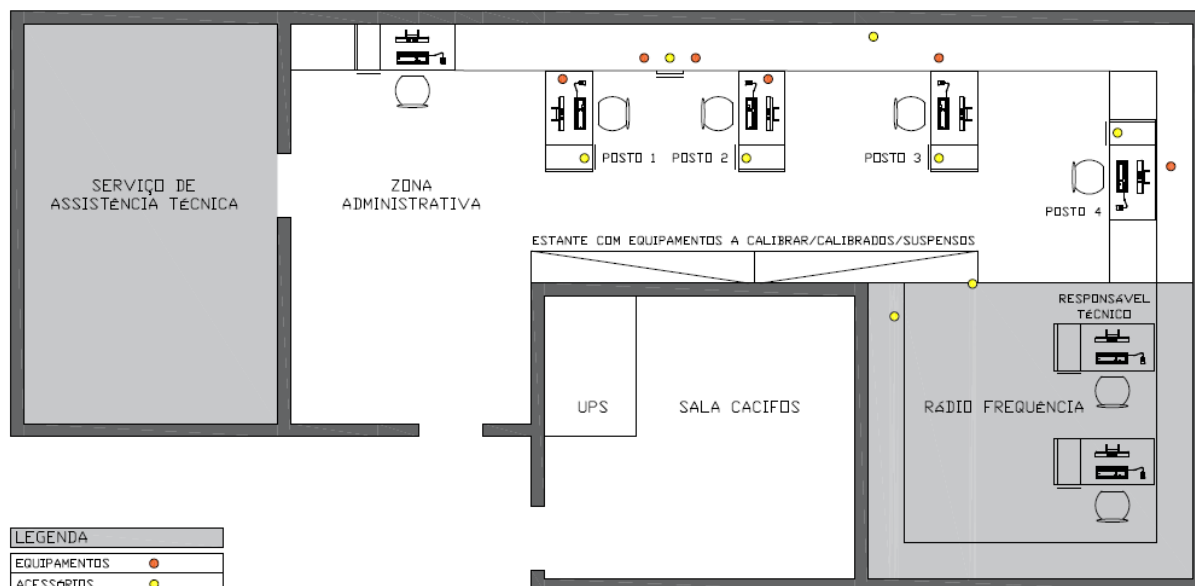 SERVIÇO DE
ASSISTÊNCIA TÉCNICA
ZONA
ADMINISTRATIVA
POSTO 1
POSTO 2
POSTO 3
POSTO 4
ESTANTE COM EQUIPAMENTOS A CALIBRAR/CALIBRADOS/SUSPENSOS
RESPONSÁVEL
TÉCNICO
UPS
SALA CACIFOS
RÁDIO FREQUÊNCIA
LEGENDA
EQUIPAMENTOS
ACESSÓRIOS